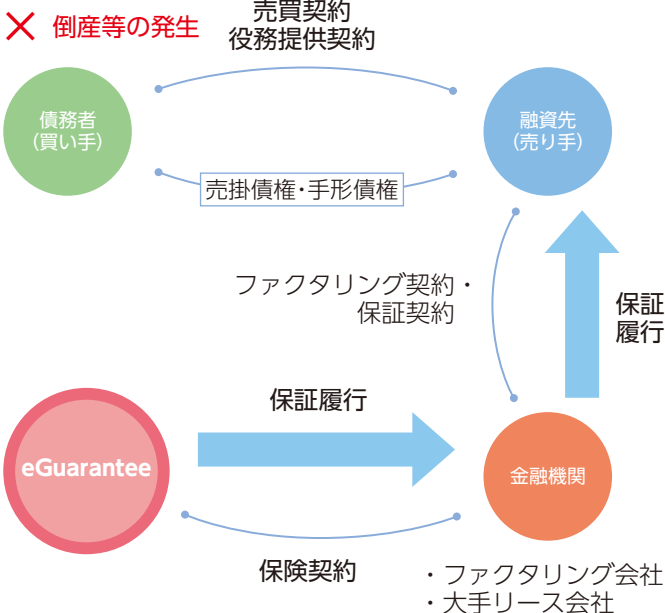 倒産等の発生
売買契約
役務提供契約
債務者
(買い手)
融資先
(売り手)
売掛債権・手形債権
ファクタリング契約・
保証契約
保証
履行
保証履行
eGuarantee
金融機関
保険契約
・ファクタリング会社
・大手リース会社